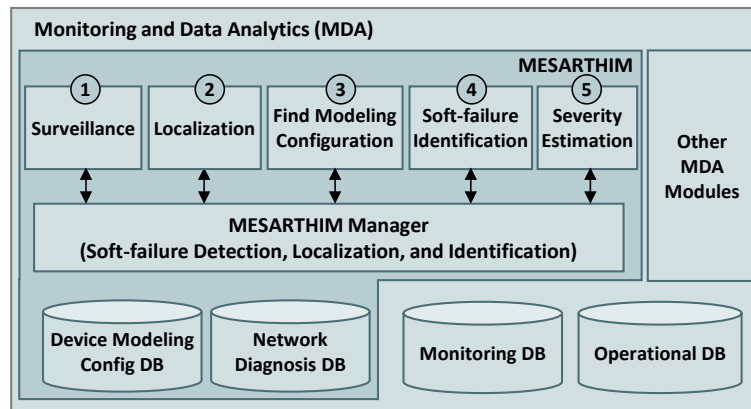 Monitoring and Data Analytics (MDA)
MESARTHIM
1
2
3
4
5
Surveillance
Localization
Find Modeling
Configuration
Soft-failure
Identification
Severity
Estimation
Other
MDA
Modules
MESARTHIM Manager
(Soft-failure Detection, Localization, and Identification)
Device Modeling
Config DB
Network
Diagnosis DB
Monitoring DB
Operational DB